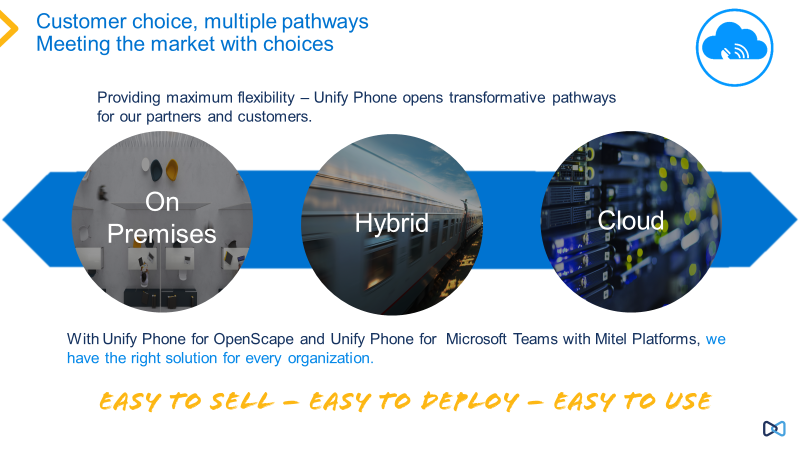 Customer choice, multiple pathways
Meeting the market with choices
Providing maximum flexibility – Unify Phone opens transformative pathways
for our partners and customers.
On
Premises
Hybrid
Cloud
With Unify Phone for OpenScape and Unify Phone for Microsoft Teams with Mitel Platforms, we
have the right solution for every organization.
EASY TO SELL – EASY TO DEPLOY – EASY TO USE